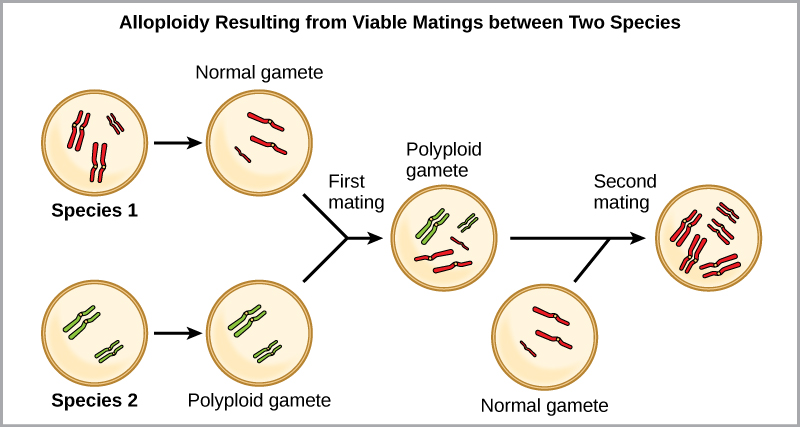 Alloploidy Resulting from Viable Matings between Two Species
Normal gamete
Species 1
First
mating
Polyploid
gamete
Second
mating
Species 2
Polyploid gamete
Normal gamete